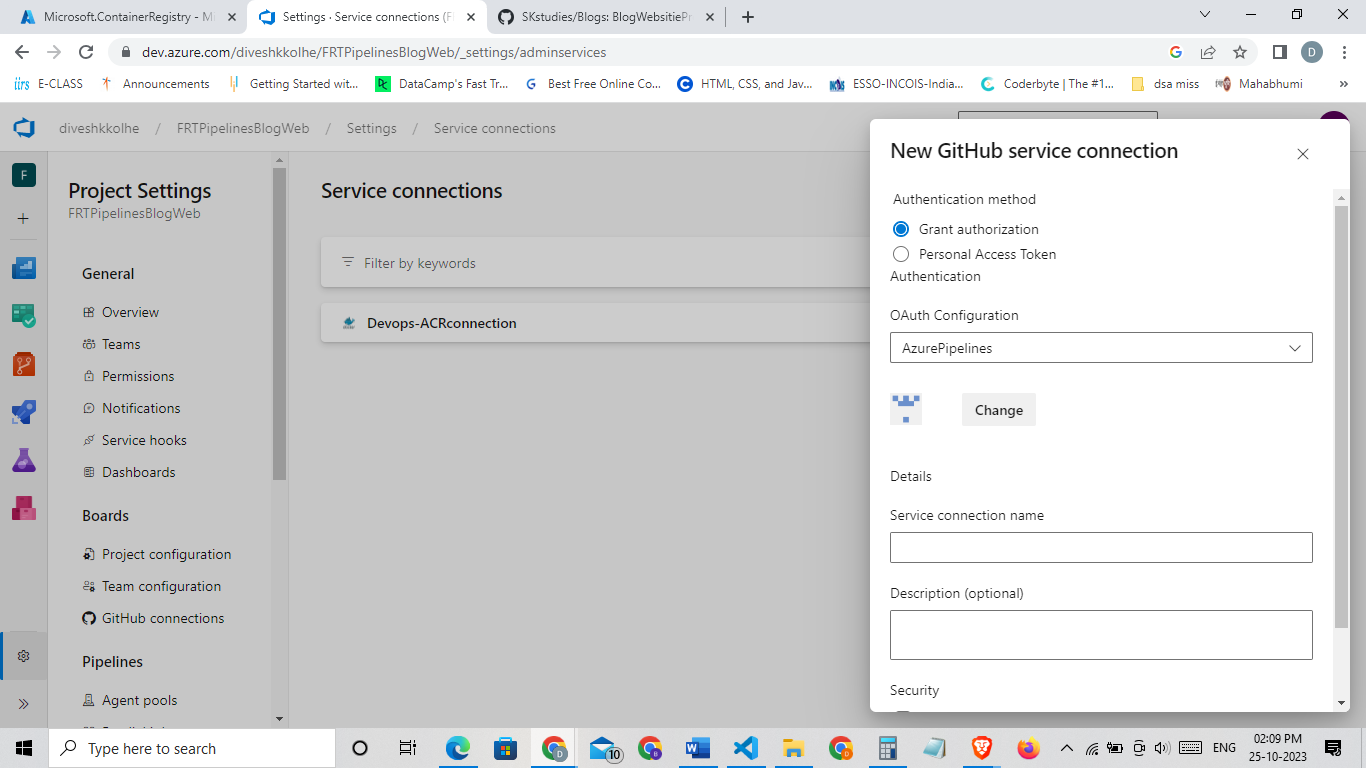 Microsoft.ContainerRegistry - Mi
Settings · Service connections (FR
SKstudies/Blogs: BlogWebsitiePr
dev.azure.com/diveshkkolhe/FRTPipelinesBlogWeb/_settings/adminservices
D
iirs E-CLASS
Announcements
Getting Started wit...
DataCamp's Fast Tr...
Best Free Online Co...
HTML, CSS, and Jav...
ESSO-INCOIS-India...
Coderbyte | The #1...
dsa miss
Mahabhumi
»
diveshkkolhe / FRTPipelinesBlogWeb / Settings / Service connections
F
Project Settings
FRTPipelinesBlogWeb
General
Overview
Teams
Permissions
Notifications
Service hooks
Dashboards
Boards
Project configuration
Team configuration
GitHub connections
Pipelines
Agent pools
Service connections
Filter by keywords
Devops-ACRconnection
New GitHub service connection
Authentication method
Grant authorization
Personal Access Token
Authentication
OAuth Configuration
AzurePipelines
Change
Details
Service connection name
Description (optional)
Security
Type here to search
10
ENG
02:09 PM
25-10-2023